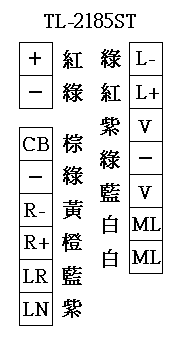 TL-2185ST
+ 紅 綠 L-
− 綠 紅 L+
紫 V
CB 棕 綠 −
− 綠 藍 V
R- 黃 白 ML
R+ 橙 白 ML
LR 藍
LN 紫